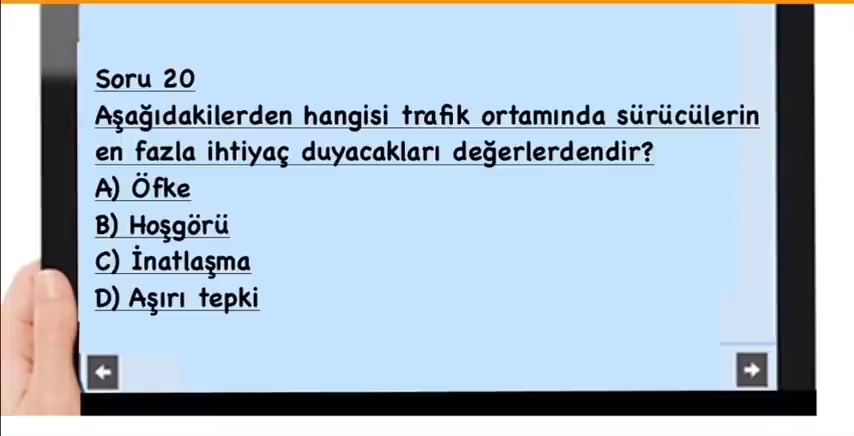 Soru 20
Aşağıdakilerden hangisi trafik ortamında sürücülerin
en fazla ihtiyaç duyacakları değerlerdendir?
A) Öfke
B) Hoşgörü
C) İnatlaşma
D) Aşırı tepki